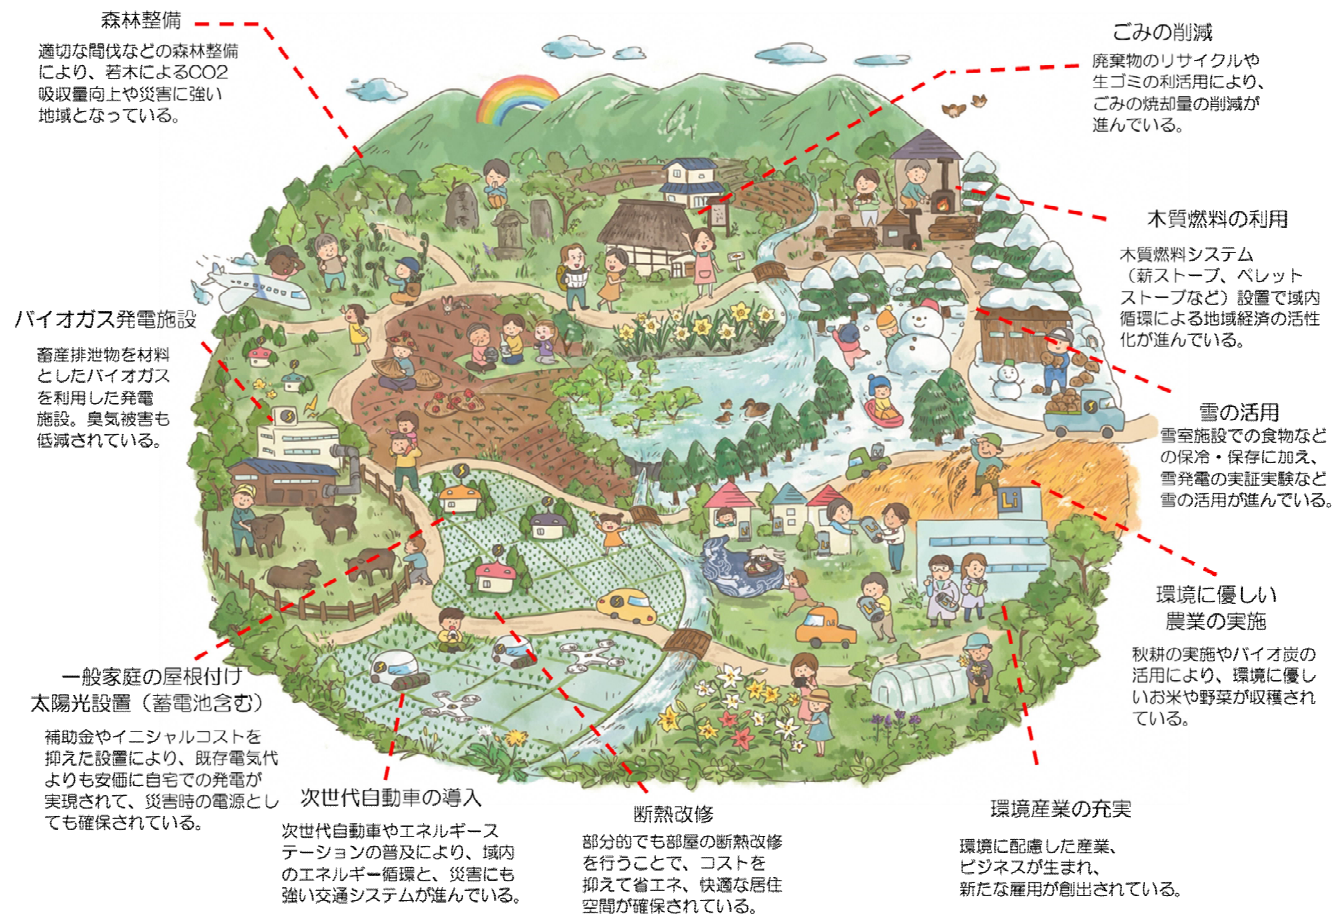 森林整備
適切な間伐などの森林整備
により、若木によるCO2
吸収量向上や災害に強い
地域となっている。
ごみの削減
廃棄物のリサイクルや
生ゴミの利活用により、
ごみの焼却量の削減が
進んでいる。
木質燃料の利用
木質燃料システム
（薪ストーブ、ペレット
ストーブなど）設置で域内
循環による地域経済の活性
化が進んでいる。
バイオガス発電施設
畜産排泄物を材料
としたバイオガス
を利用した発電
施設。臭気被害も
低減されている。
雪の活用
雪室施設での食物など
の保冷・保存に加え、
雪発電の実証実験など
雪の活用が進んでいる。
Li
環境に優しい
農業の実施
秋耕の実施やバイオ炭の
活用により、環境に優し
いお米や野菜が収穫され
ている。
一般家庭の屋根付け
太陽光設置（蓄電池含む）
補助金やイニシャルコストを
抑えた設置により、既存電気代
よりも安価に自宅での発電が
実現されて、災害時の電源とし
ても確保されている。
次世代自動車の導入
次世代自動車やエネルギース
テーションの普及により、域内
のエネルギー循環と、災害にも
強い交通システムが進んでいる。
断熱改修
部分的でも部屋の断熱改修
を行うことで、コストを
抑えて省エネ、快適な居住
空間が確保されている。
環境産業の充実
環境に配慮した産業、
ビジネスが生まれ、
新たな雇用が創出されている。